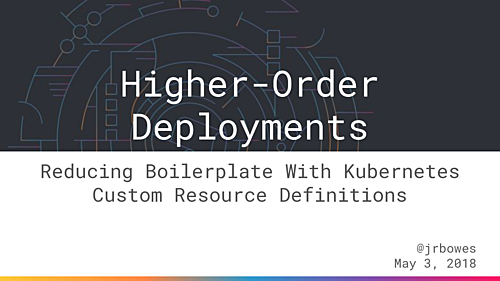 Higher-Order
Deployments
Reducing Boilerplate With Kubernetes
Custom Resource Definitions
@jrbowes
May 3, 2018